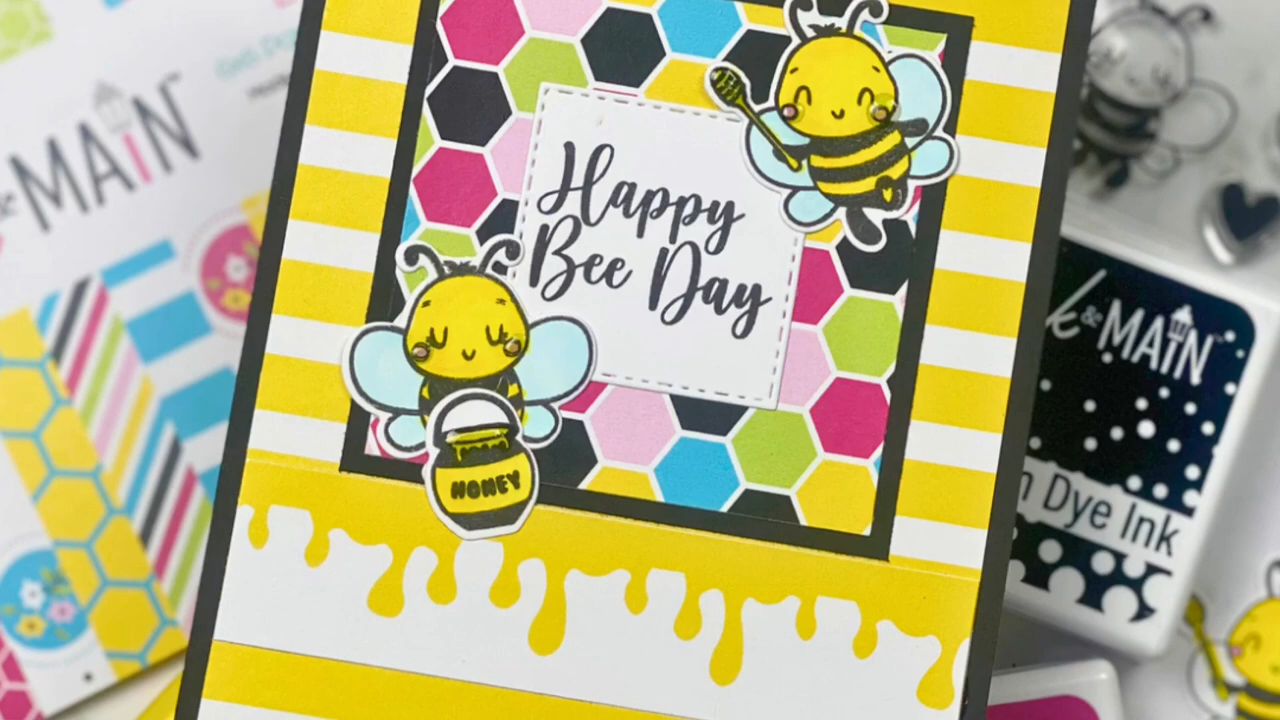 & MAiN
Happy
Bee Day
HONEY
k & MAiN
n Dye Ink